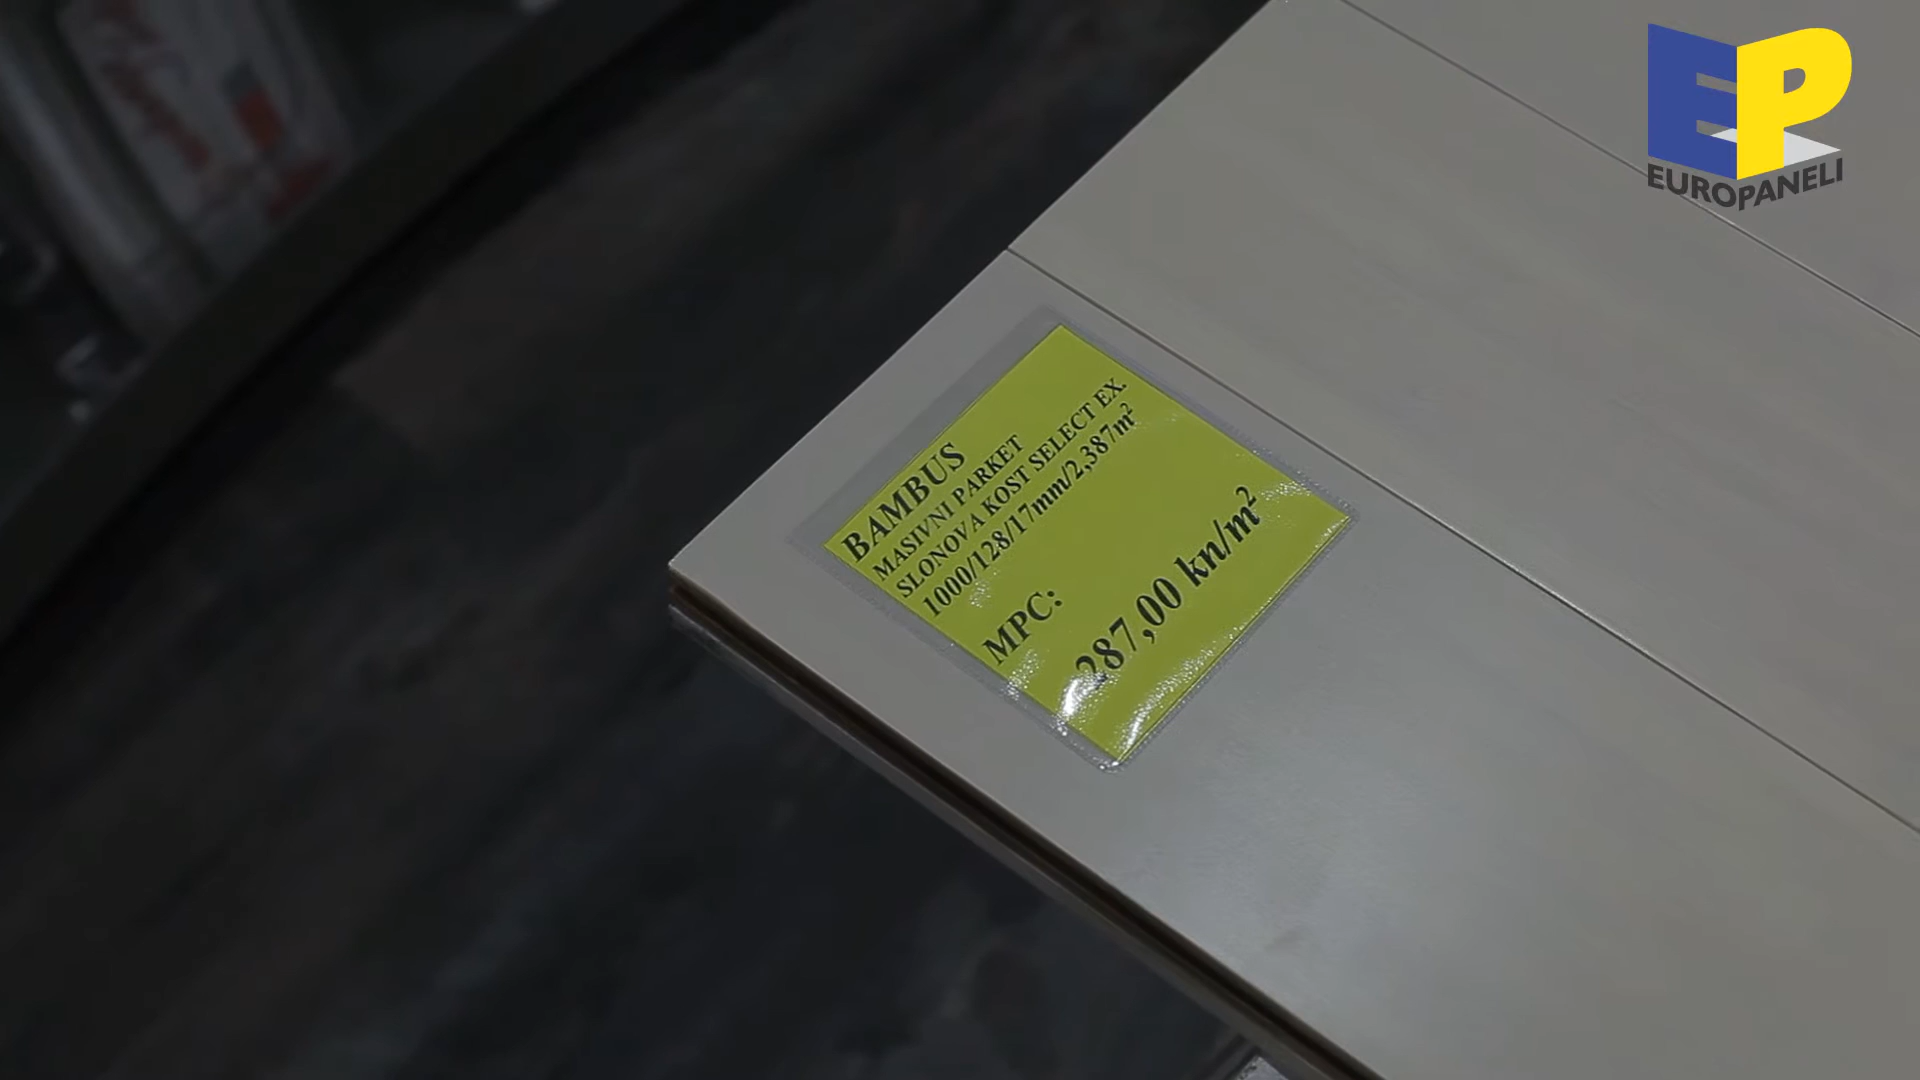 BAMBUS
MASIVNI PARKET
SLONOVA KOST SELECT EX.
1000/128/17mm/2,387m²
MPC:
287,00 kn/m²
EP
EUROPANELI